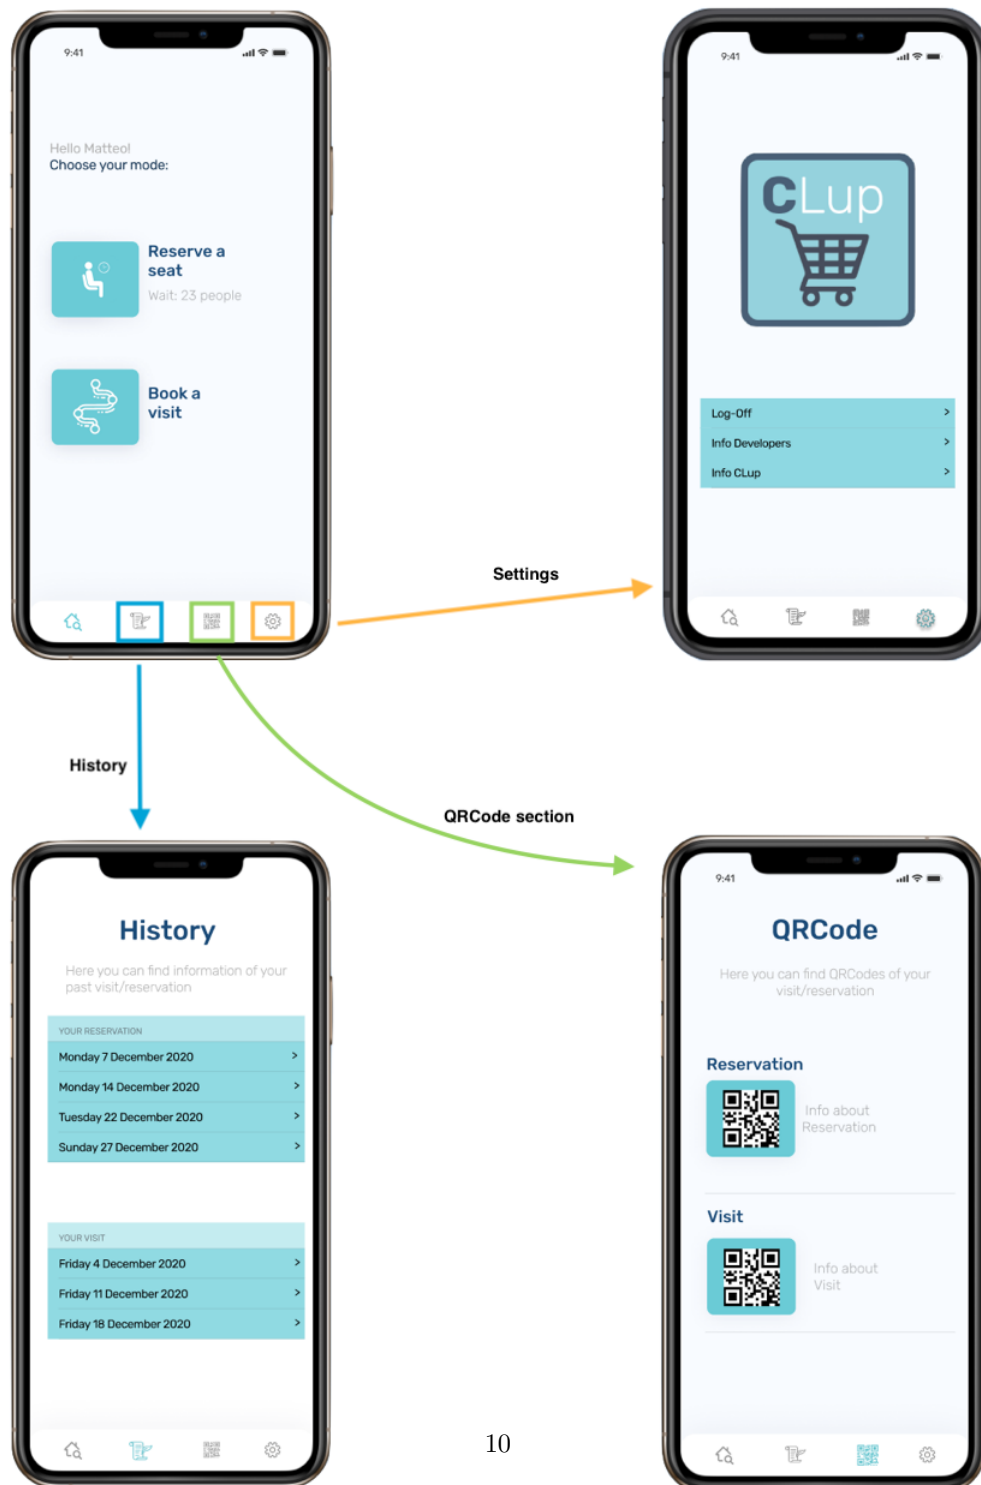 9:41
Hello Matteo!
Choose your mode:
Reserve a
seat
Wait: 23 people
Book a
visit
9:41
CLup
Log-Off >
Info Developers >
Info CLup >
Settings
History
QRCode section
History
Here you can find information of your
past visit/reservation
YOUR RESERVATION
Monday 7 December 2020 >
Monday 14 December 2020 >
Tuesday 22 December 2020 >
Sunday 27 December 2020 >
YOUR VISIT
Friday 4 December 2020 >
Friday 11 December 2020 >
Friday 18 December 2020 >
9:41
QRCode
Here you can find QRCodes of your
visit/reservation
Reservation
Info about
Reservation
Visit
Info about
Visit
10